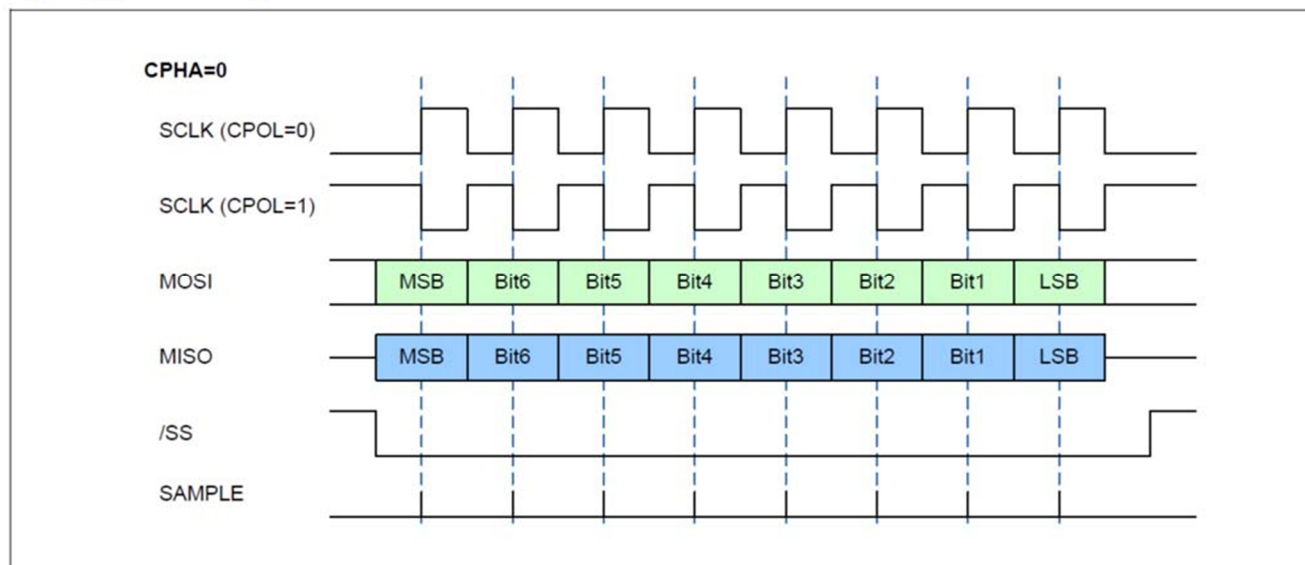 CPHA=0
SCLK (CPOL=0)
SCLK (CPOL=1)
MOSI MSB Bit6 Bit5 Bit4 Bit3 Bit2 Bit1 LSB
MISO MSB Bit6 Bit5 Bit4 Bit3 Bit2 Bit1 LSB
/SS
SAMPLE